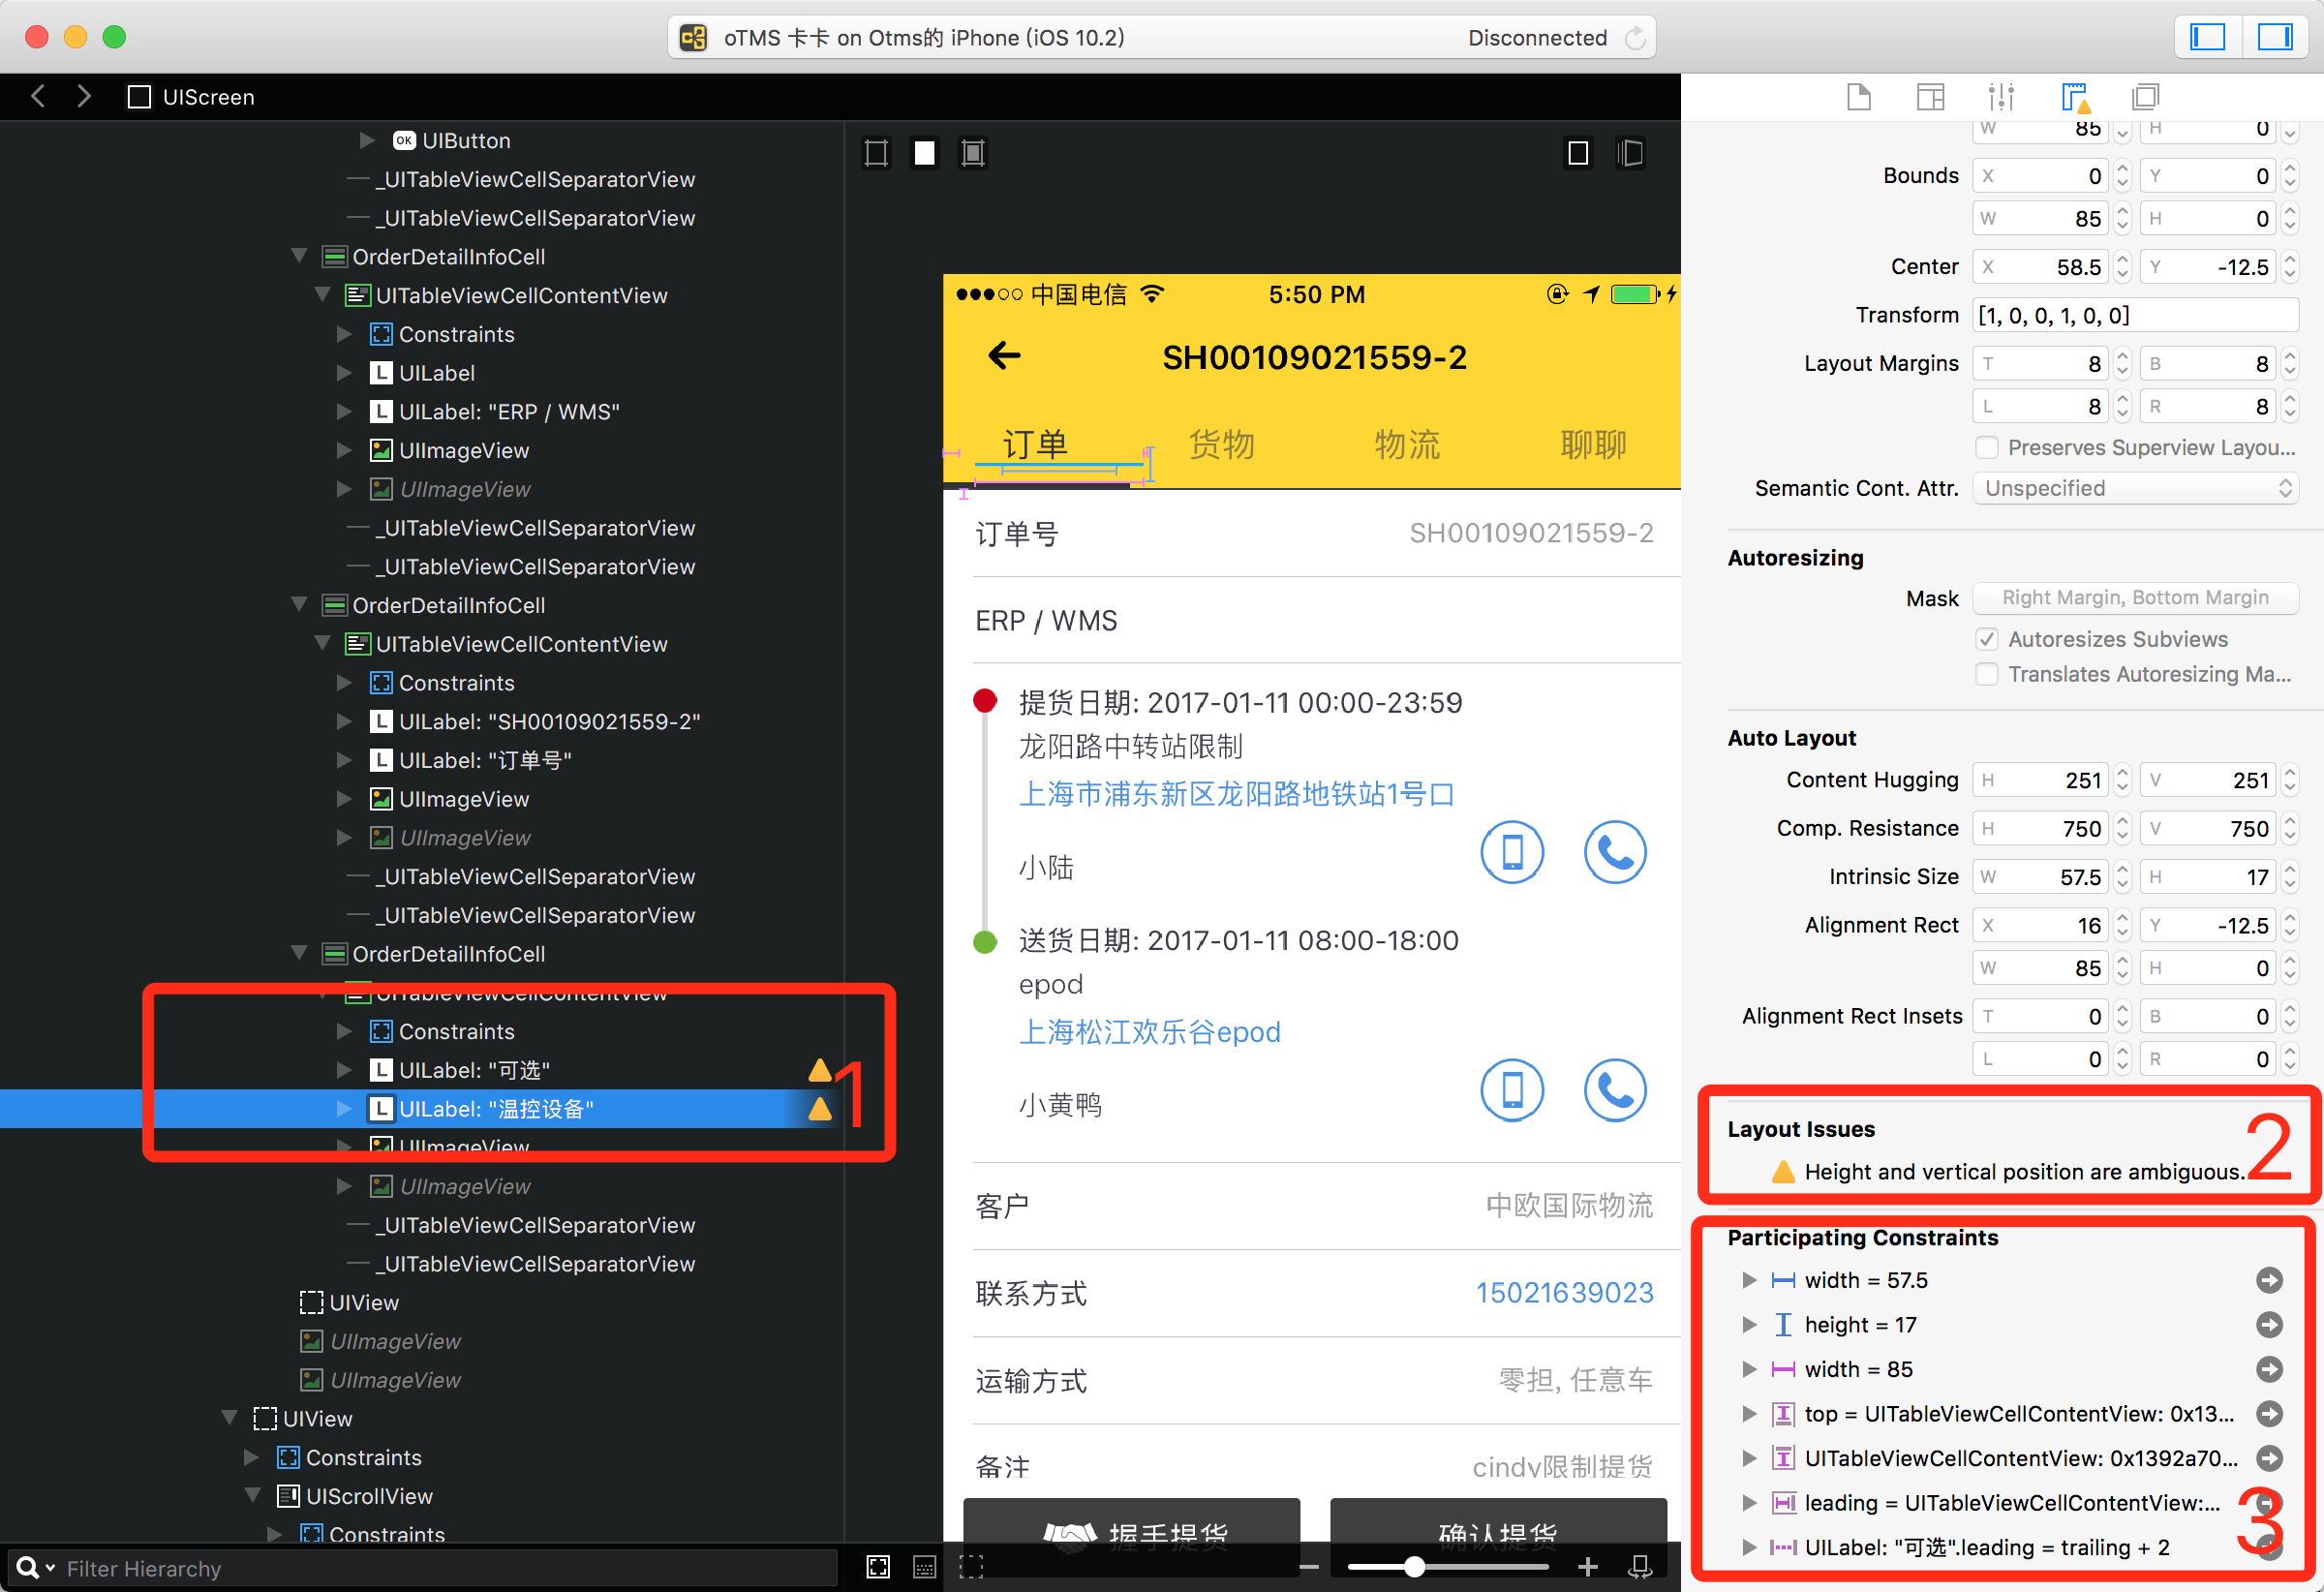 oTMS 卡卡 on Otms的 iPhone (iOS 10.2)
Disconnected
UIScreen
OK UIButton
_UITableViewCellSeparatorView
_UITableViewCellSeparatorView
OrderDetailInfoCell
UITableViewCellContentView
Constraints
L UILabel
L UILabel: "ERP / WMS"
UIImageView
UIImageView
_UITableViewCellSeparatorView
_UITableViewCellSeparatorView
OrderDetailInfoCell
UITableViewCellContentView
Constraints
L UILabel: "SH00109021559-2"
L UILabel: "订单号"
UIImageView
UIImageView
_UITableViewCellSeparatorView
_UITableViewCellSeparatorView
OrderDetailInfoCell
UITableViewCellContentView
Constraints
L UILabel: "可选"
1
L UILabel: "温控设备"
UIImageView
UIImageView
_UITableViewCellSeparatorView
_UITableViewCellSeparatorView
UIView
UIImageView
UIImageView
UIView
Constraints
UIScrollView
Constraints
Filter Hierarchy
中国电信 5:50 PM
SH00109021559-2
订单 货物 物流 聊聊
订单号 SH00109021559-2
ERP / WMS
提货日期: 2017-01-11 00:00-23:59
龙阳路中转站限制
上海市浦东新区龙阳路地铁站1号口
小陆
送货日期: 2017-01-11 08:00-18:00
epod
上海松江欢乐谷epod
小黄鸭
客户 中欧国际物流
联系方式 15021639023
运输方式 零担, 任意车
备注 cindy限制提货
握手提货 确认提货
W 85 H 0
Bounds X 0 Y 0
W 85 H 0
Center X 58.5 Y -12.5
Transform [1, 0, 0, 1, 0, 0]
Layout Margins T 8 B 8
L 8 R 8
Preserves Superview Layou...
Semantic Cont. Attr. Unspecified
Autoresizing
Mask Right Margin, Bottom Margin
Autoresizes Subviews
Translates Autoresizing Ma...
Auto Layout
Content Hugging H 251 V 251
Comp. Resistance H 750 V 750
Intrinsic Size W 57.5 H 17
Alignment Rect X 16 Y -12.5
W 85 H 0
Alignment Rect Insets T 0 B 0
L 0 R 0
Layout Issues
2
Height and vertical position are ambiguous.
Participating Constraints
width = 57.5
height = 17
width = 85
top = UITableViewCellContentView: 0x13...
UITableViewCellContentView: 0x1392a70...
leading = UITableViewCellContentView:...
3
UILabel: "可选".leading = trailing + 2